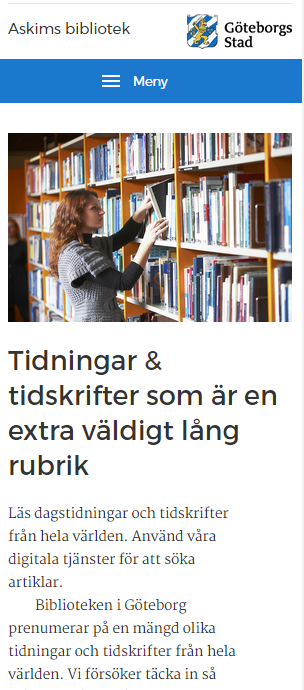 Askims bibliotek
Göteborgs
Stad
Meny
Tidningar &
tidskrifter som är en
extra väldigt lång
rubrik
Läs dagstidningar och tidskrifter
från hela världen. Använd våra
digitala tjänster för att söka
artiklar.
Biblioteken i Göteborg
prenumerar på en mängd olika
tidningar och tidskrifter från hela
världen. Vi försöker täcka in så